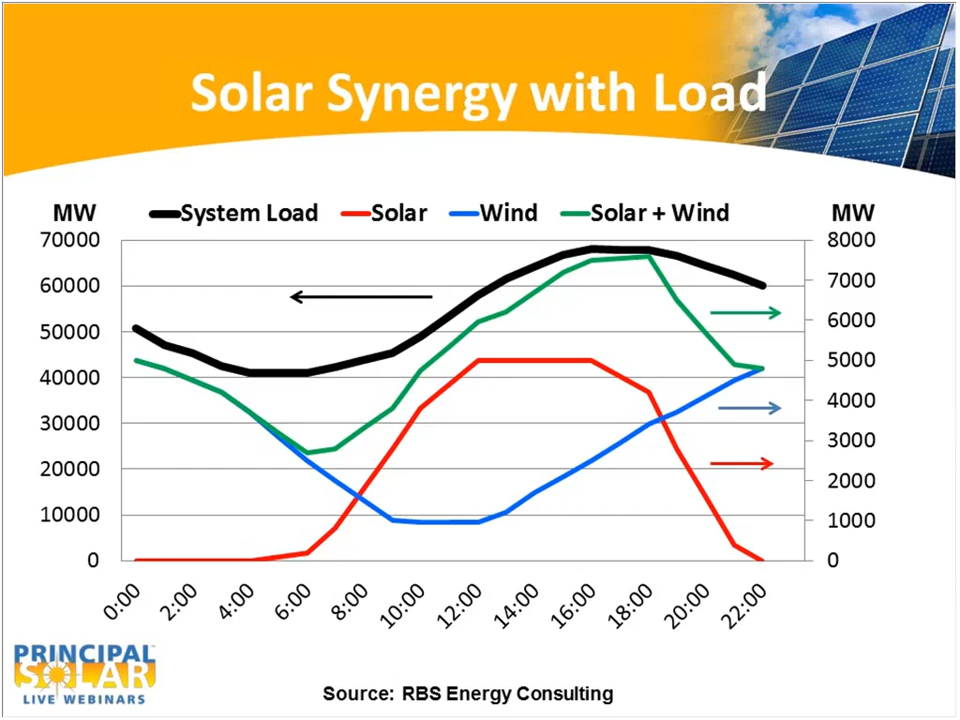 Solar Synergy with Load
MW System Load Solar Wind Solar + Wind MW
70000 8000
60000 7000
50000 6000
40000 5000
30000 4000
20000 3000
10000 2000
0 1000
0
0:00 2:00 4:00 6:00 8:00 10:00 12:00 14:00 16:00 18:00 20:00 22:00
PRINCIPAL
SOLAR
LIVE WEBINARS
Source: RBS Energy Consulting